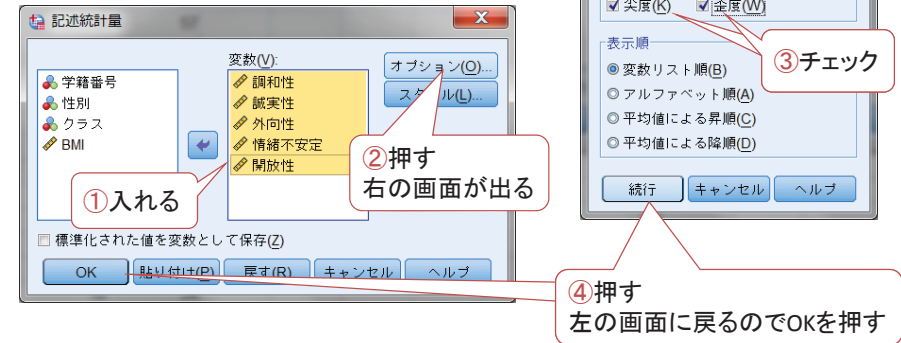 記述統計量
変数(V):
学籍番号
性別
クラス
BMI
調和性
誠実性
外向性
情緒不安定
開放性
オプション(O)...
①入れる
②押す
右の画面が出る
標準化された値を変数として保存(Z)
OK
貼り付け(P)
戻す(R)
キャンセル
ヘルプ
尖度(K)
歪度(W)
表示順
変数リスト順(B)
アルファベット順(A)
平均値による昇順(C)
平均値による降順(D)
③チェック
続行
キャンセル
ヘルプ
④押す
左の画面に戻るのでOKを押す